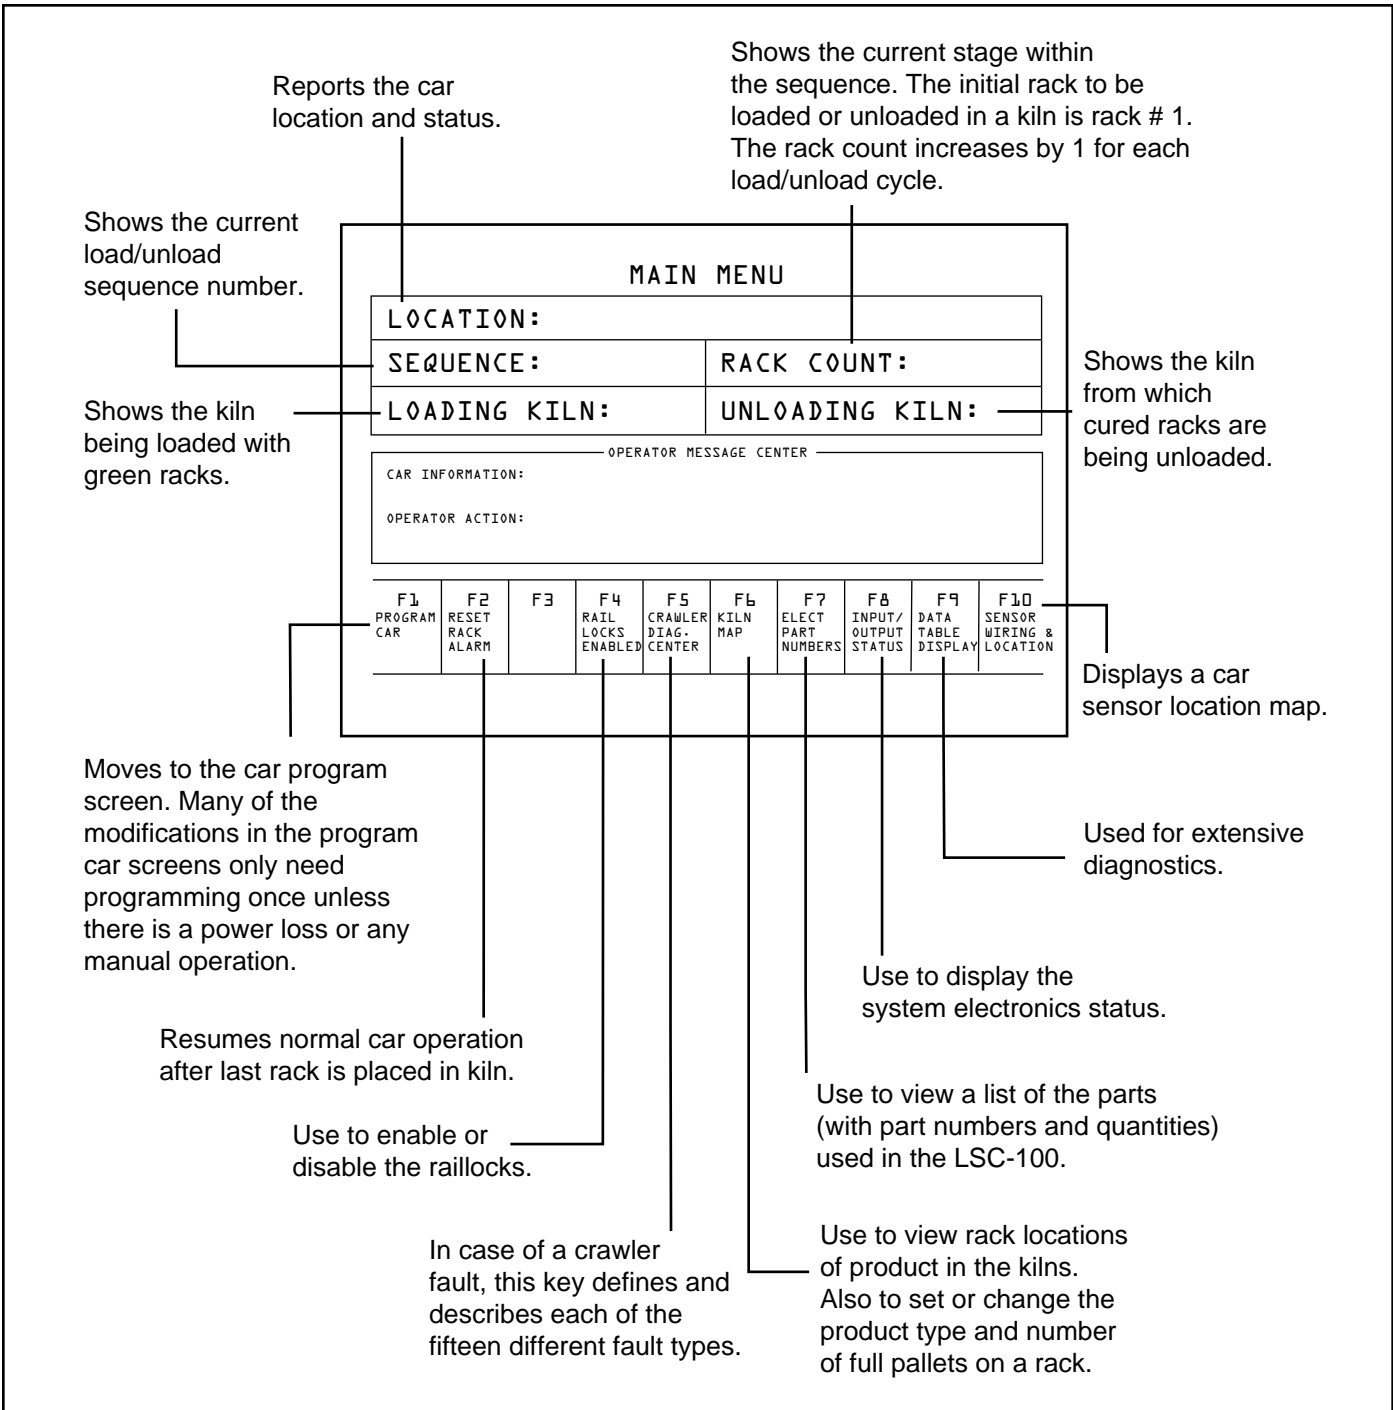 Reports the car
location and status.
Shows the current stage within
the sequence. The initial rack to be
loaded or unloaded in a kiln is rack # 1.
The rack count increases by 1 for each
load/unload cycle.
Shows the current
load/unload
sequence number.
MAIN MENU
LOCATION:
SEQUENCE:
RACK COUNT:
LOADING KILN:
UNLOADING KILN:
Shows the kiln
being loaded with
green racks.
Shows the kiln
from which
cured racks are
being unloaded.
OPERATOR MESSAGE CENTER
CAR INFORMATION:
OPERATOR ACTION:
F1
PROGRAM
CAR
F2
RESET
RACK
ALARM
F3
F4
RAIL
LOCKS
ENABLED
F5
CRAWLER
DIAG.
CENTER
F6
KILN
MAP
F7
ELECT
PART
NUMBERS
F8
INPUT/
OUTPUT
STATUS
F9
DATA
TABLE
DISPLAY
F10
SENSOR
WIRING &
LOCATION
Displays a car
sensor location map.
Moves to the car program
screen. Many of the
modifications in the program
car screens only need
programming once unless
there is a power loss or any
manual operation.
Used for extensive
diagnostics.
Use to display the
system electronics status.
Resumes normal car operation
after last rack is placed in kiln.
Use to view a list of the parts
(with part numbers and quantities)
used in the LSC-100.
Use to enable or
disable the raillocks.
In case of a crawler
fault, this key defines and
describes each of the
fifteen different fault types.
Use to view rack locations
of product in the kilns.
Also to set or change the
product type and number
of full pallets on a rack.